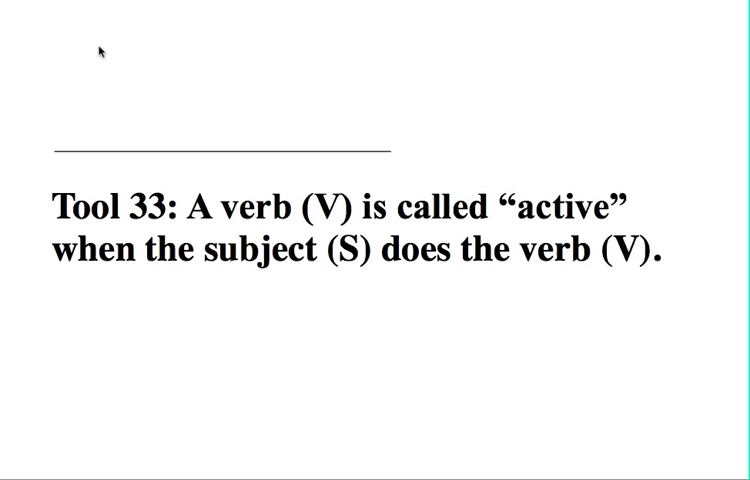 Tool 33: A verb (V) is called “active”
when the subject (S) does the verb (V).